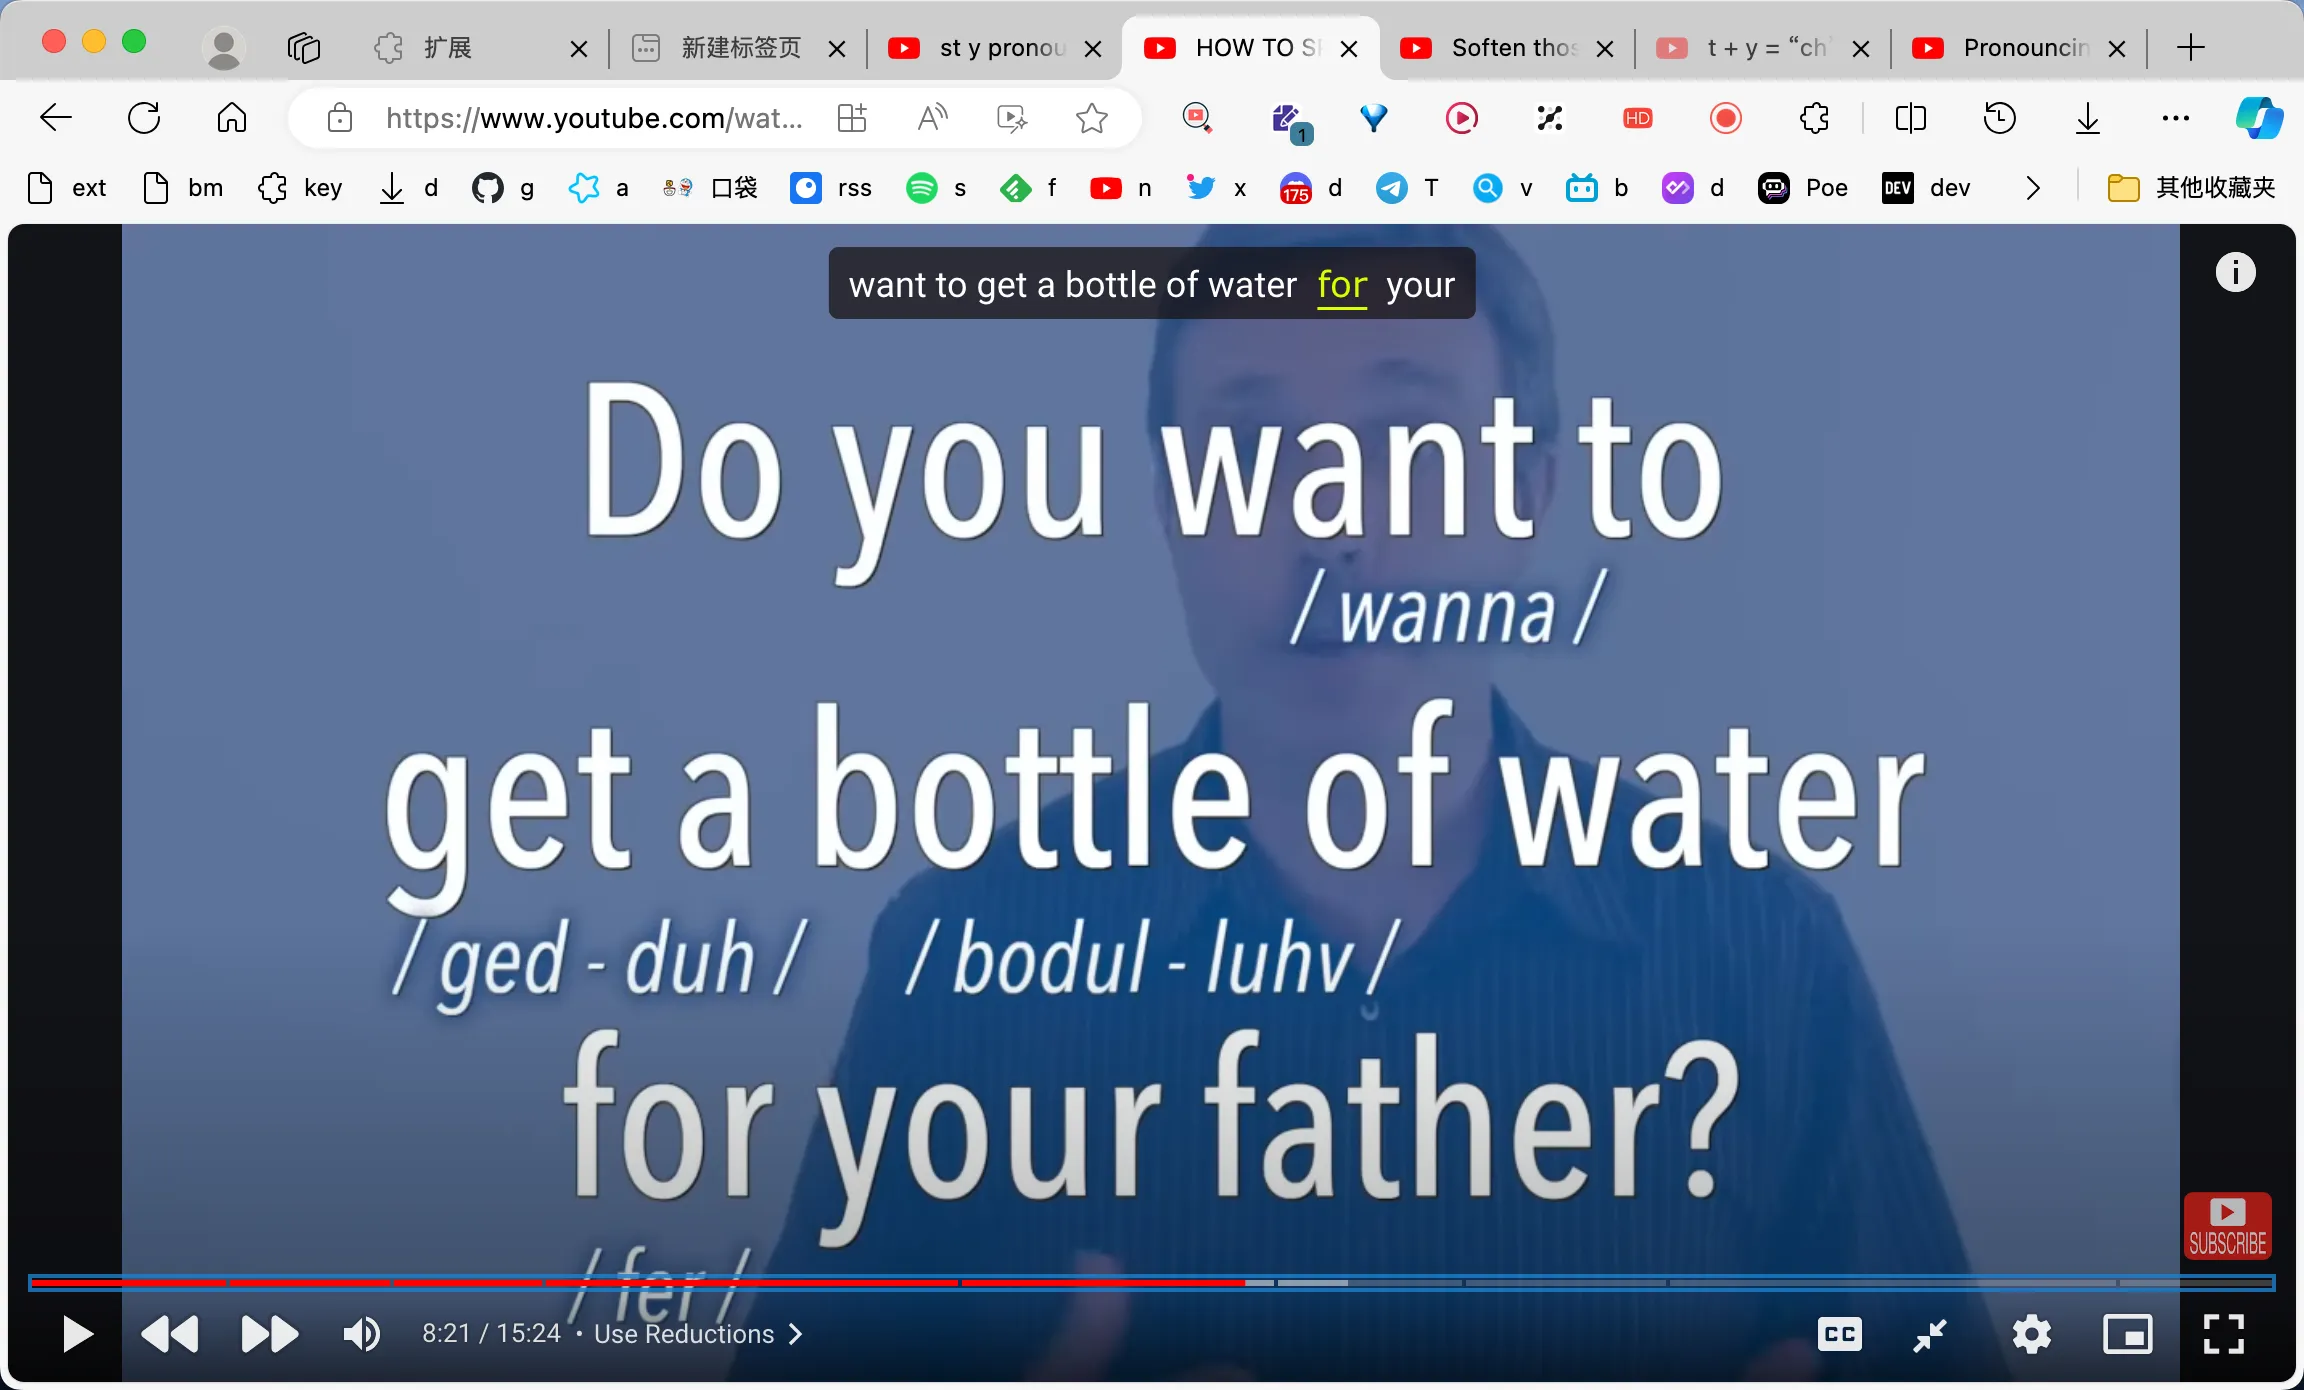 扩展
新建标签页
st y pronou
HOW TO SP
Soften thos
t + y = “ch’
Pronouncin
https://www.youtube.com/wat...
1
HD
ext
bm
key
d
g
a
口袋
rss
s
f
n
x
175
d
T
v
b
d
Poe
DEV
dev
其他收藏夹
want to get a bottle of water for your
Do you want to
/ wanna /
get a bottle of water
/ ged - duh / / bodul - luhv /
for your father?
/ fer /
SUBSCRIBE
8:21 / 15:24 • Use Reductions
CC